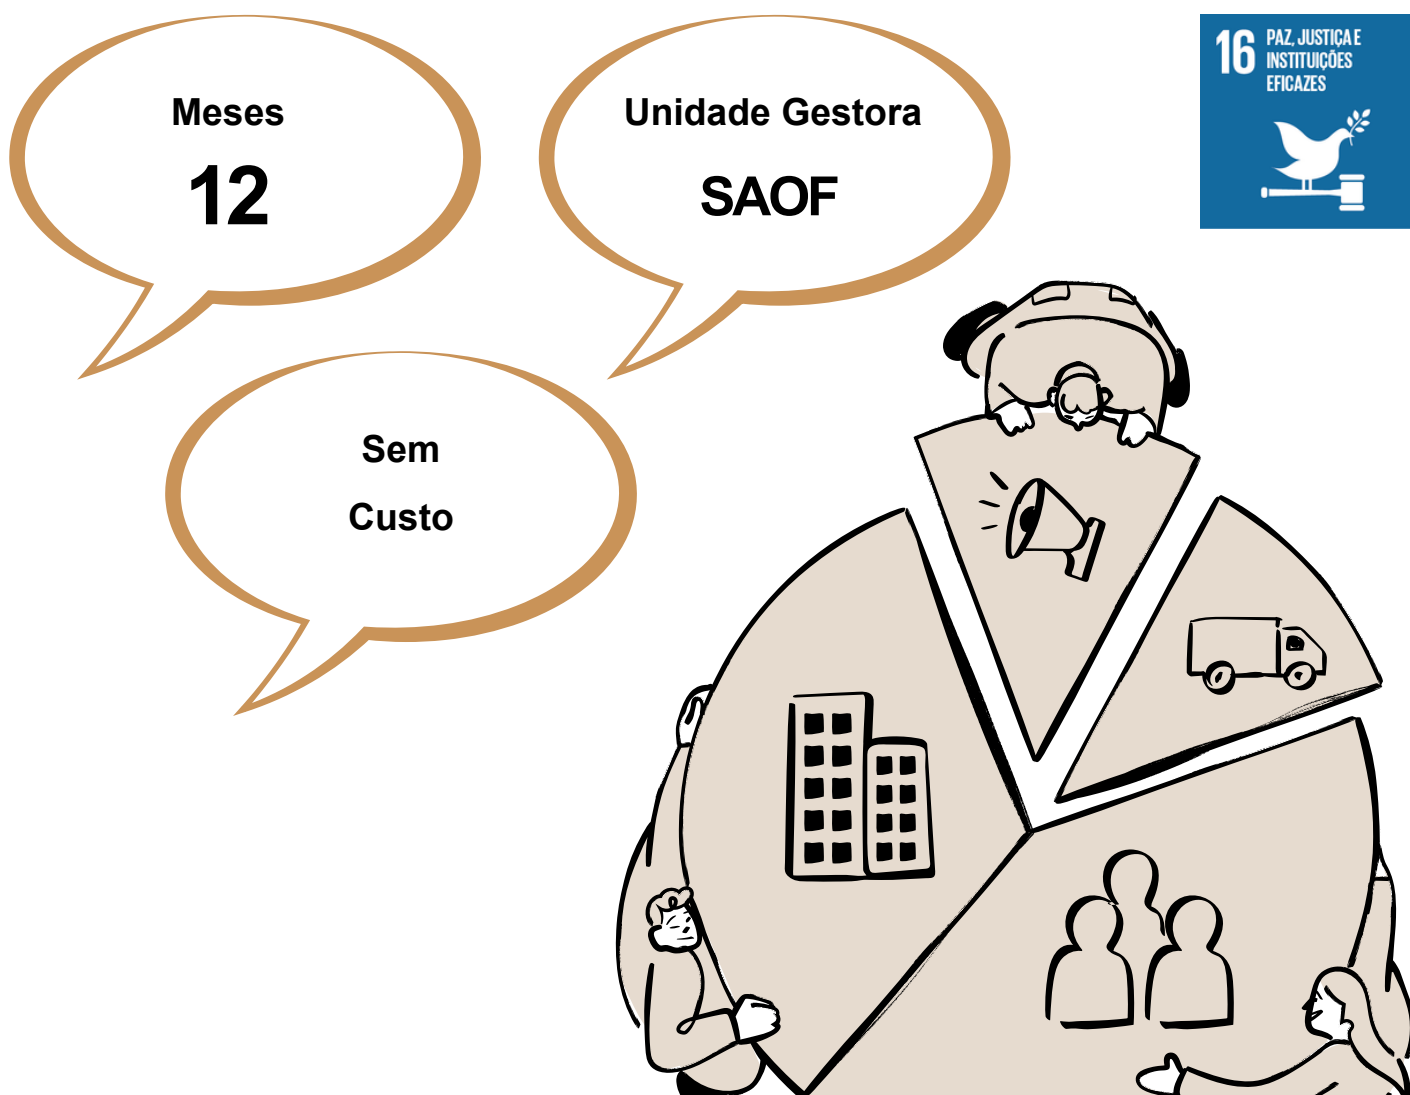 Meses
12
Unidade Gestora
SAOF
16 PAZ, JUSTIÇA E
INSTITUIÇÕES
EFICAZES
Sem
Custo